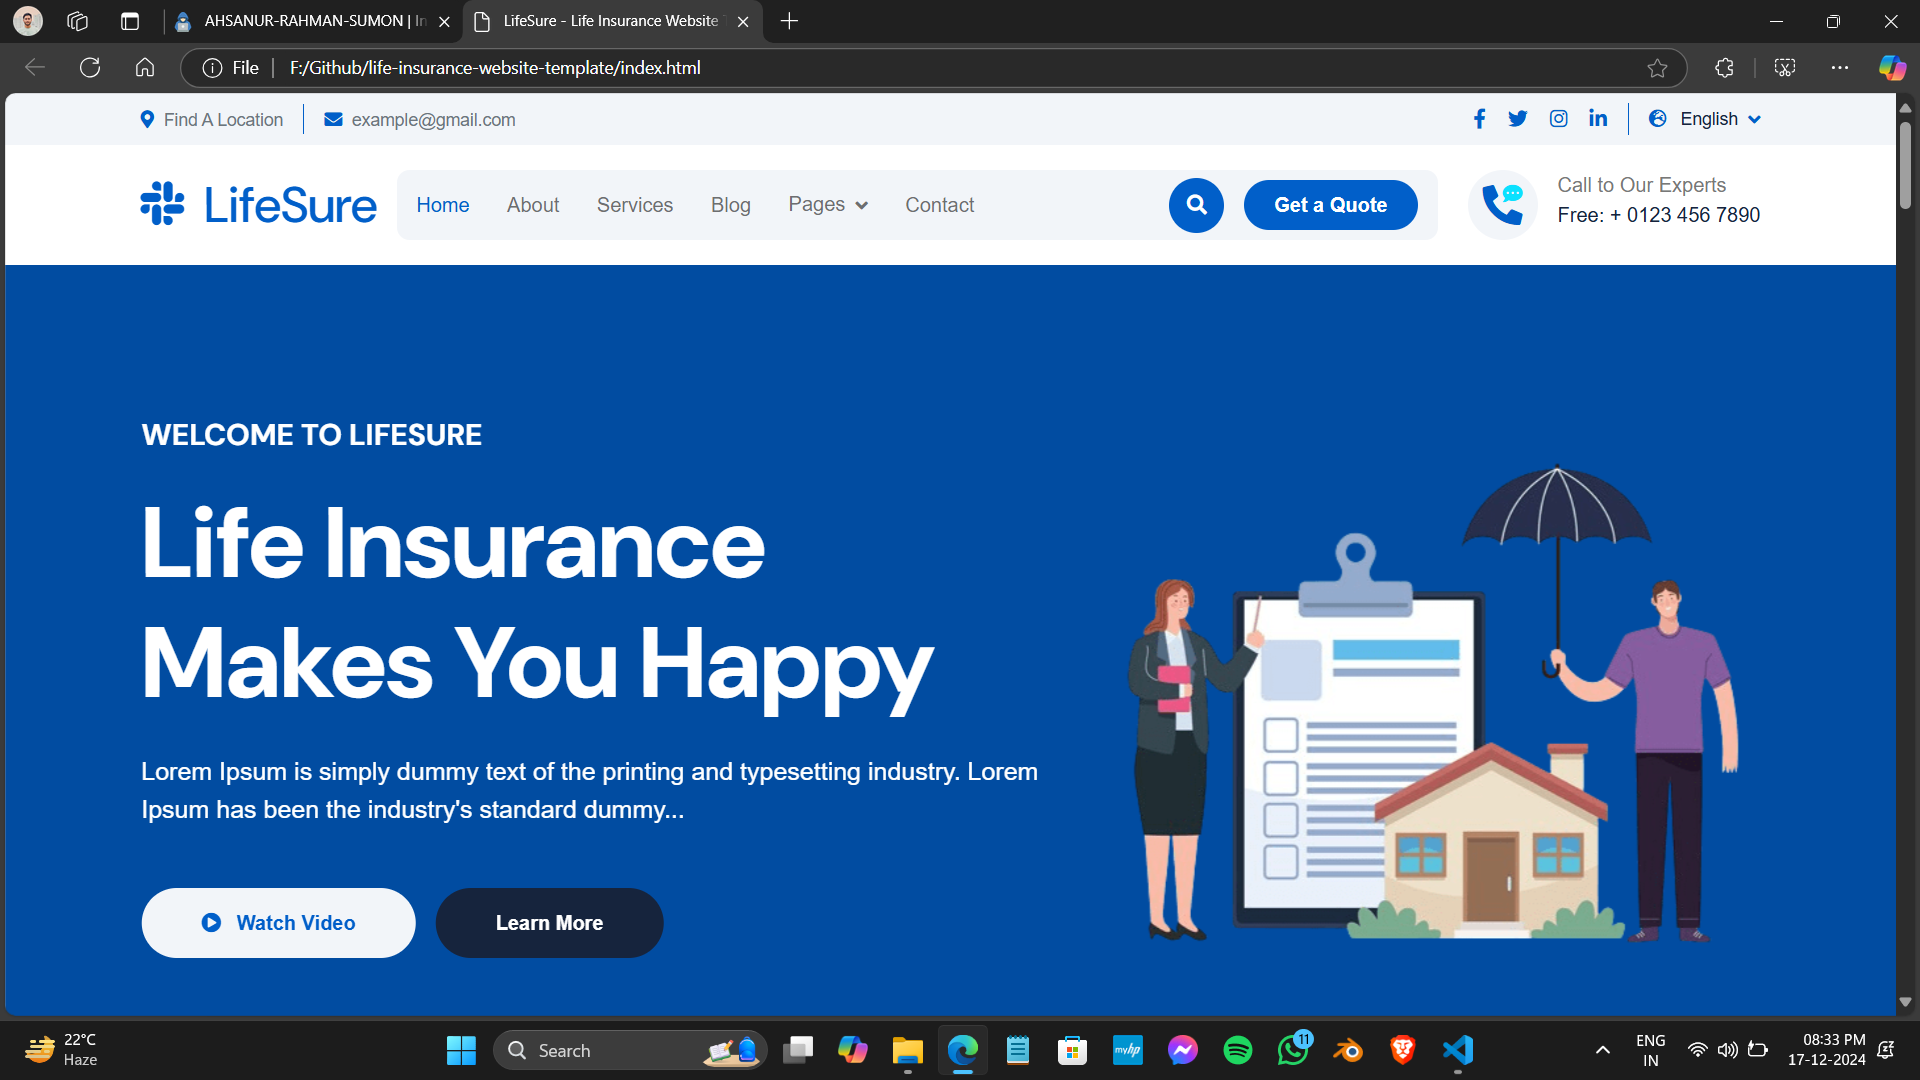 AHSANUR-RAHMAN-SUMON | In
LifeSure - Life Insurance Website
File
F:/Github/life-insurance-website-template/index.html
Find A Location
example@gmail.com
English
LifeSure
Home
About
Services
Blog
Pages
Contact
Get a Quote
Call to Our Experts
Free: + 0123 456 7890
WELCOME TO LIFESURE
Life Insurance
Makes You Happy
Lorem Ipsum is simply dummy text of the printing and typesetting industry. Lorem
Ipsum has been the industry's standard dummy...
Watch Video
Learn More
22°C
Haze
Search
myhp
11
ENG
IN
08:33 PM
17-12-2024